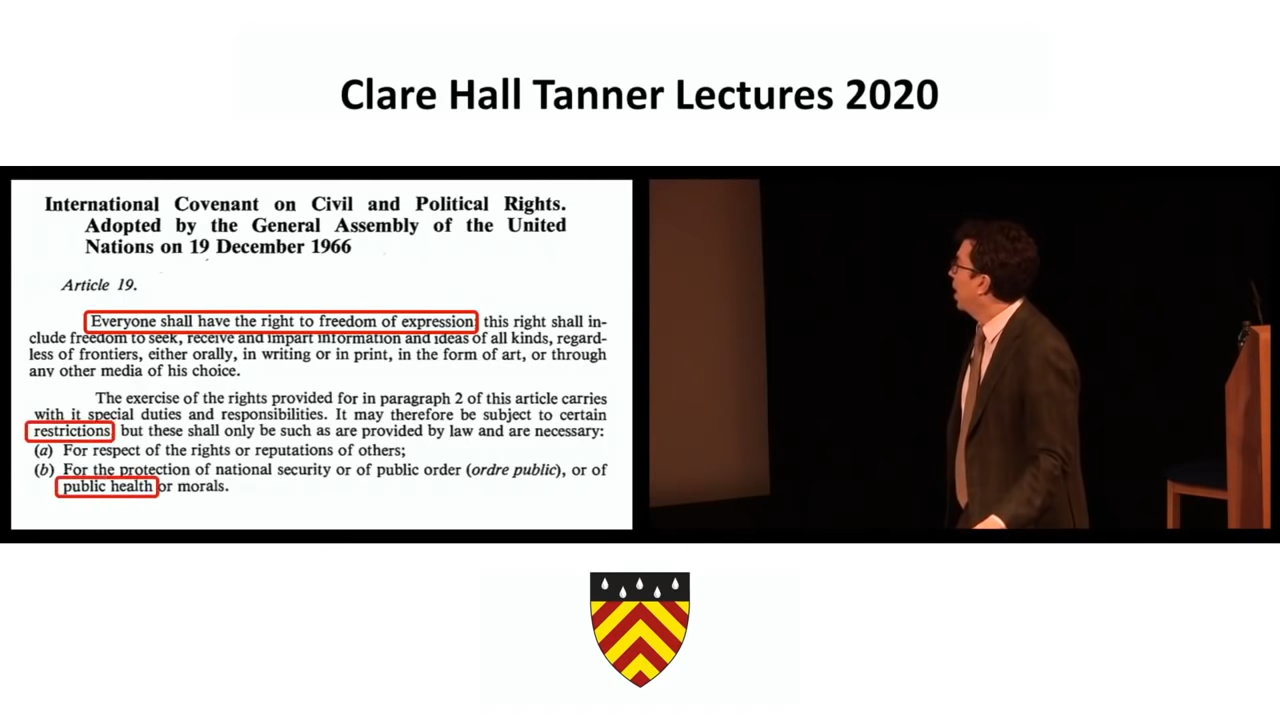 Clare Hall Tanner Lectures 2020
International Covenant on Civil and Political Rights.
Adopted by the General Assembly of the United
Nations on 19 December 1966
Article 19.
Everyone shall have the right to freedom of expression; this right shall in-
clude freedom to seek, receive and impart information and ideas of all kinds, regard-
less of frontiers, either orally, in writing or in print, in the form of art, or through
any other media of his choice.
The exercise of the rights provided for in paragraph 2 of this article carries
with it special duties and responsibilities. It may therefore be subject to certain
restrictions, but these shall only be such as are provided by law and are necessary:
(a) For respect of the rights or reputations of others;
(b) For the protection of national security or of public order (ordre public), or of
public health or morals.